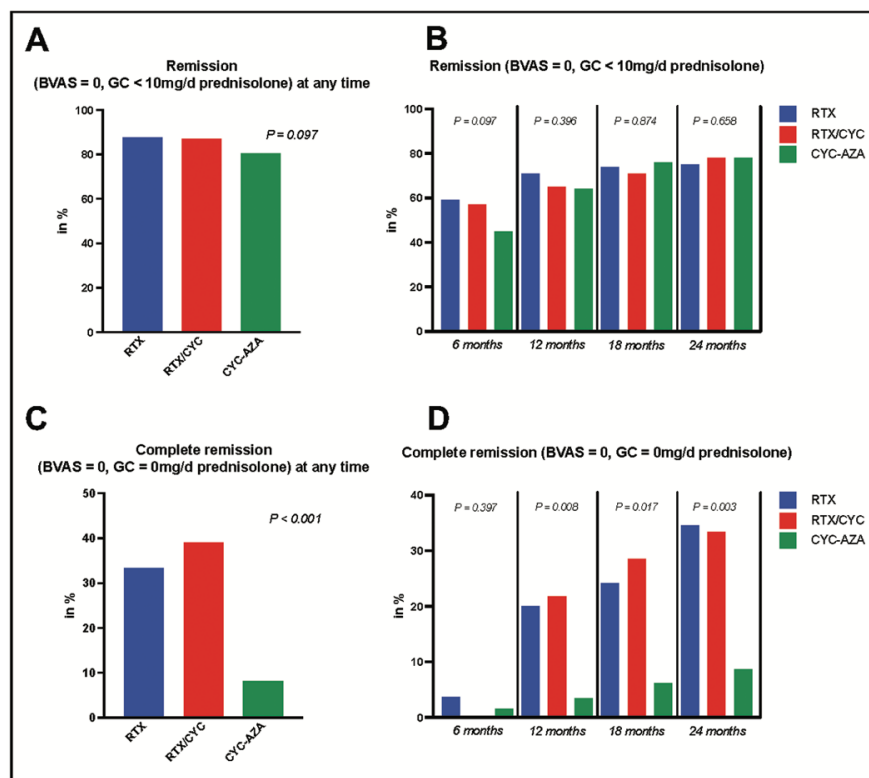 A
Remission
(BVAS = 0, GC < 10mg/d prednisolone) at any time
100
80
60
40
20
0
in %
P = 0.097
RTX
RTX/CYC
CYC-AZA
B
Remission (BVAS = 0, GC < 10mg/d prednisolone)
100
80
60
40
20
0
in %
P = 0.097
P = 0.396
P = 0.874
P = 0.658
6 months
12 months
18 months
24 months
RTX
RTX/CYC
CYC-AZA
C
Complete remission
(BVAS = 0, GC = 0mg/d prednisolone) at any time
50
40
30
20
10
0
in %
P < 0.001
RTX
RTX/CYC
CYC-AZA
D
Complete remission (BVAS = 0, GC = 0mg/d prednisolone)
40
30
20
10
0
in %
P = 0.397
P = 0.008
P = 0.017
P = 0.003
6 months
12 months
18 months
24 months
RTX
RTX/CYC
CYC-AZA